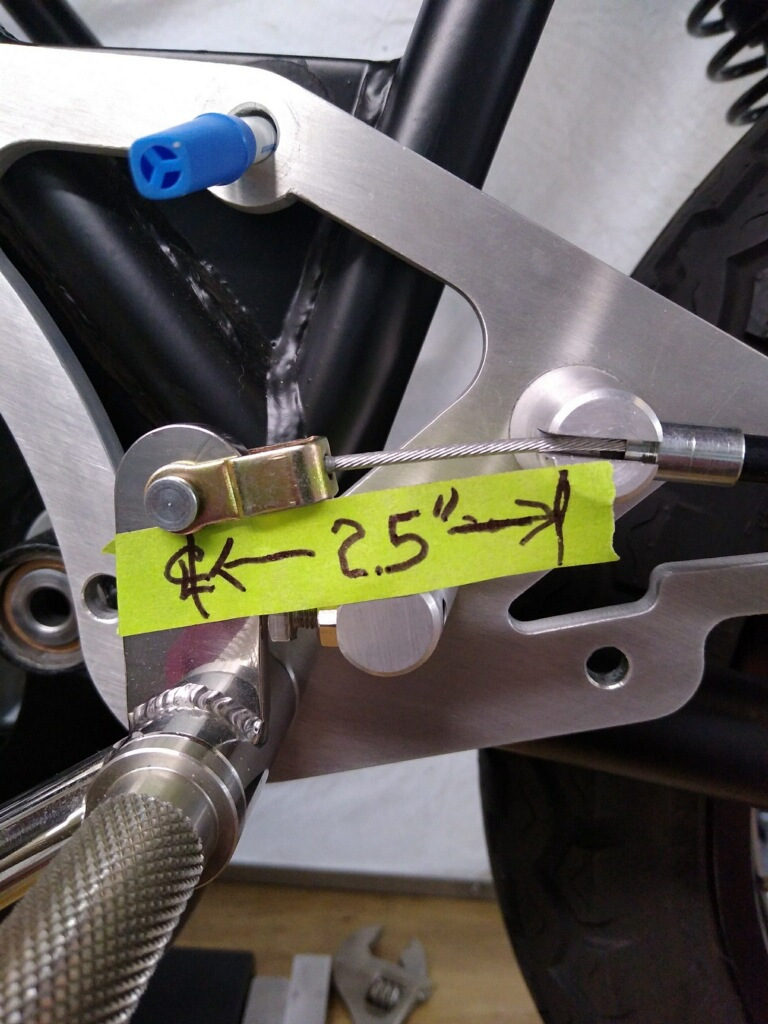 ℄ ← 2.5" →|